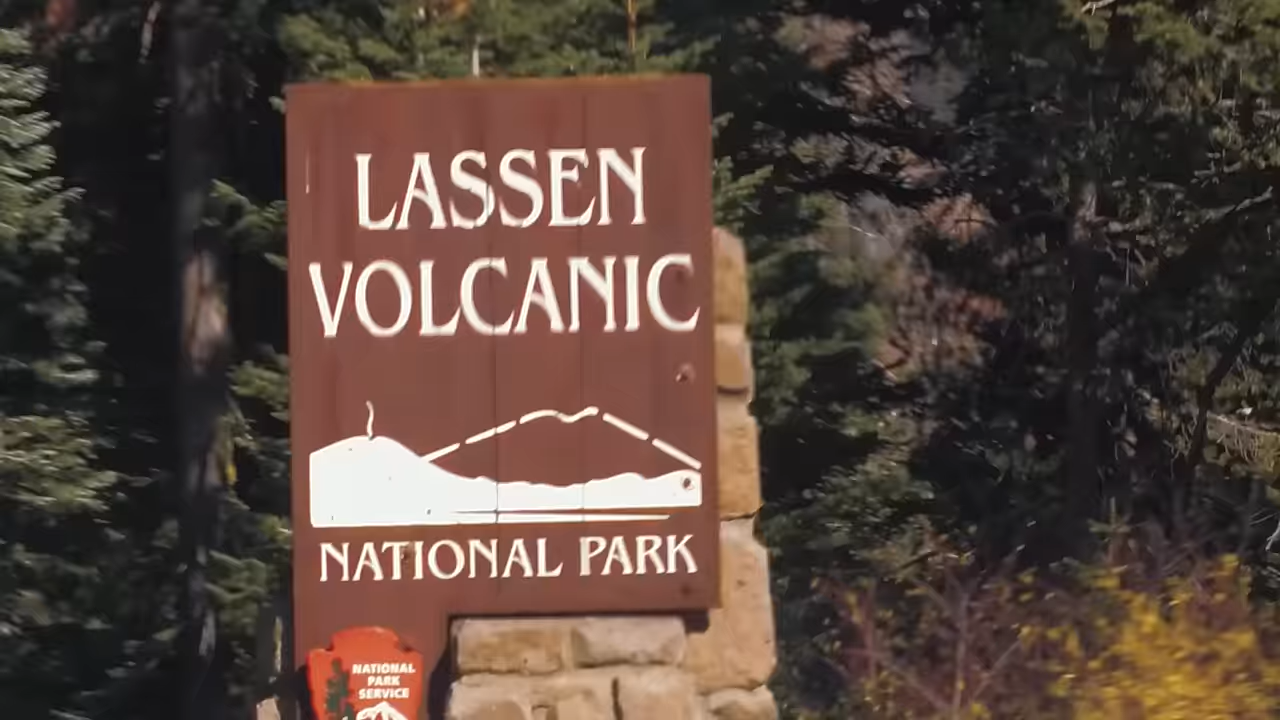 LASSEN
VOLCANIC
NATIONAL PARK
NATIONAL
PARK
SERVICE